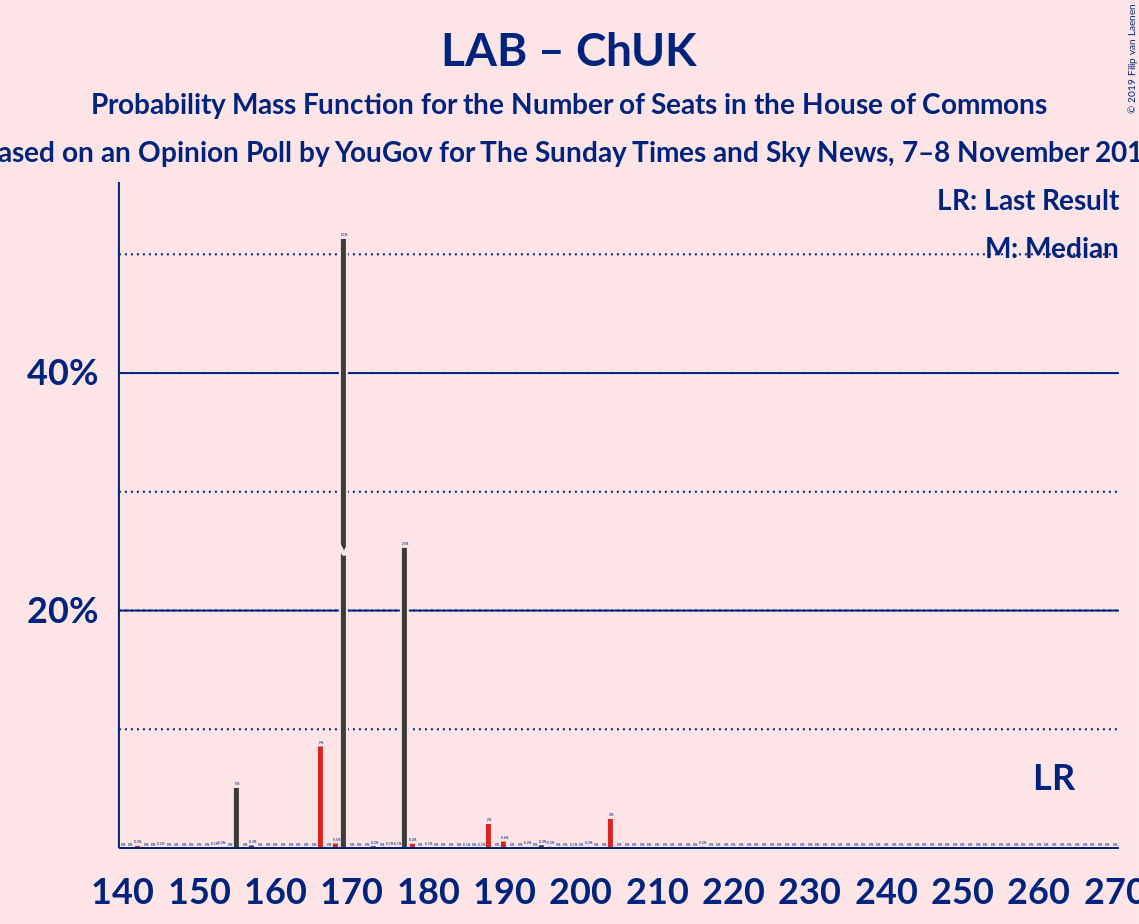 LAB – ChUK
Probability Mass Function for the Number of Seats in the House of Commons
ased on an Opinion Poll by YouGov for The Sunday Times and Sky News, 7–8 November 201
© 2019 Filip van Laenen
LR: Last Result
M: Median
40%
20%
LR
140 150 160 170 180 190 200 210 220 230 240 250 260 270